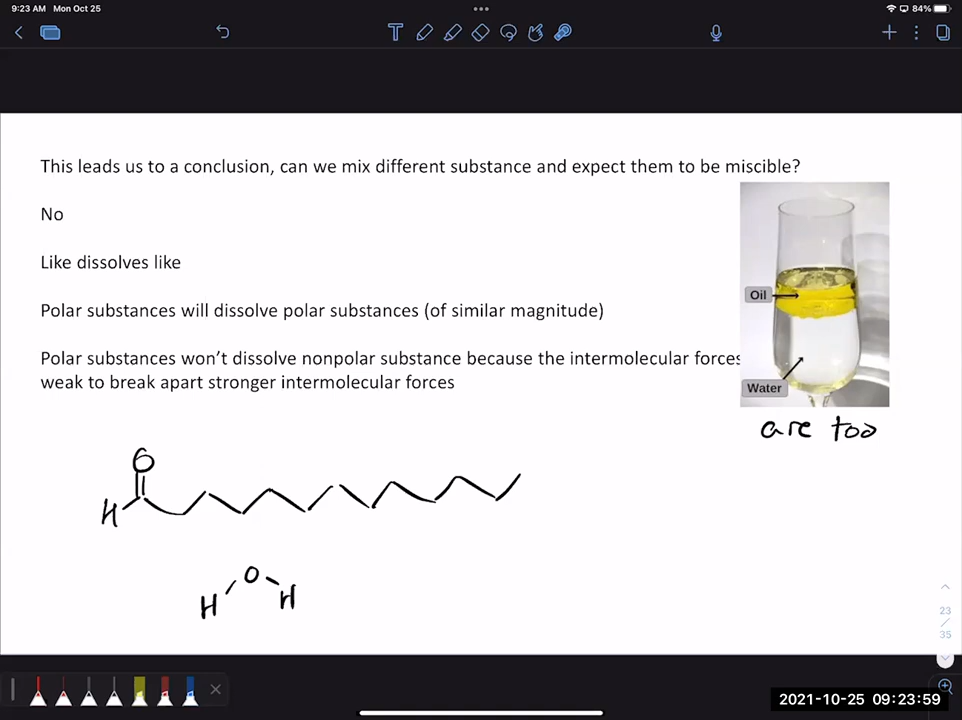 9:23 AM Mon Oct 25
84%
T
This leads us to a conclusion, can we mix different substance and expect them to be miscible?
No
Like dissolves like
Polar substances will dissolve polar substances (of similar magnitude)
Polar substances won't dissolve nonpolar substance because the intermolecular forces
weak to break apart stronger intermolecular forces
Oil
Water
are too
O
H
O
H H
23
/
35
2021-10-25 09:23:59